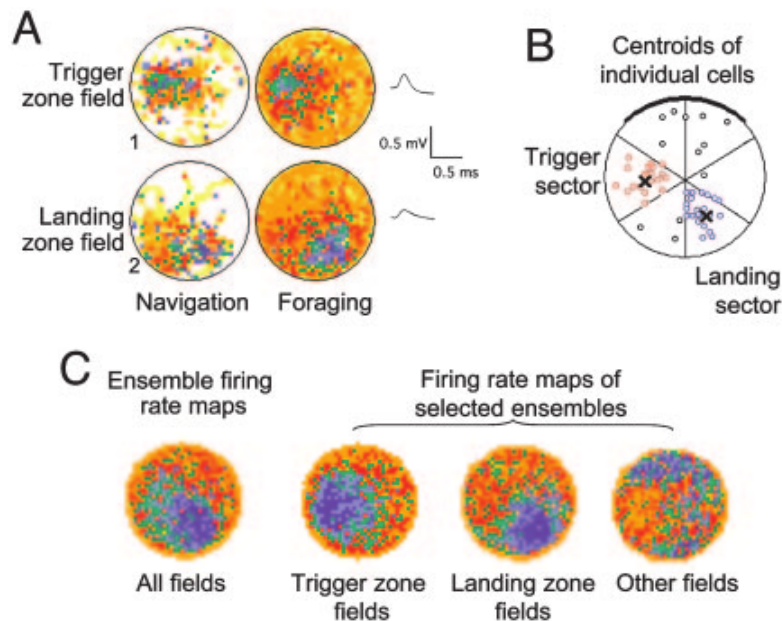 A
Trigger
zone field
1
0.5 mV
0.5 ms
Landing
zone field
2
Navigation
Foraging
B
Centroids of
individual cells
Trigger
sector
Landing
sector
C
Ensemble firing
rate maps
Firing rate maps of
selected ensembles
All fields
Trigger zone
fields
Landing zone
fields
Other fields